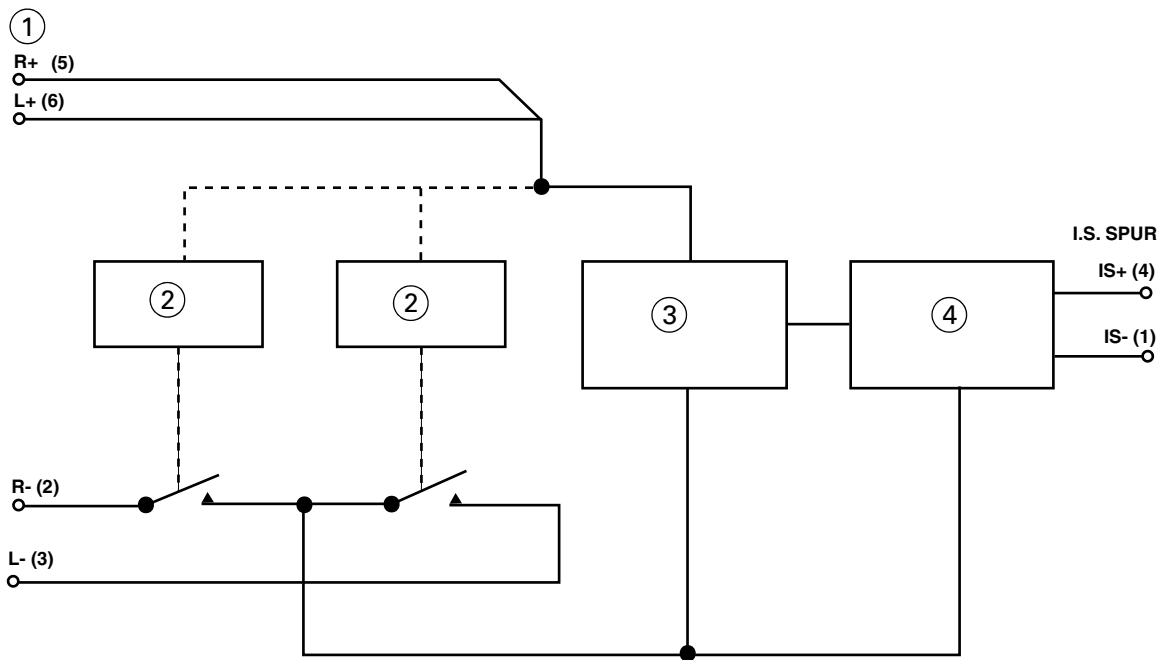 1
R+ (5)
L+ (6)
I.S. SPUR
IS+ (4)
2
2
3
4
IS- (1)
R- (2)
L- (3)